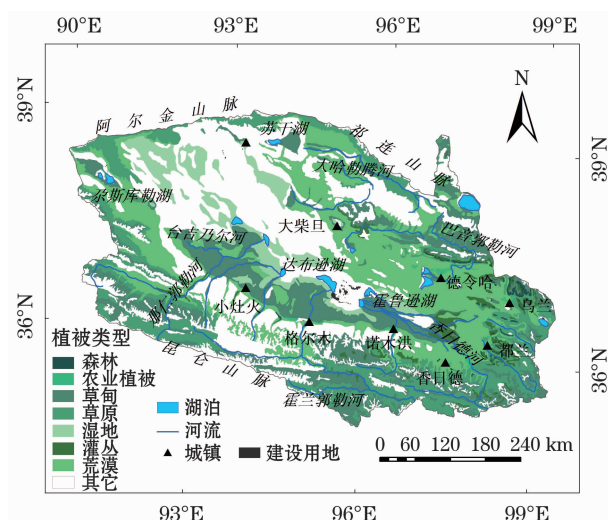 90°E 93°E 96°E 99°E
N
39°N
39°N
阿尔金山脉
苏干湖
祁连山脉
大哈勒腾河
尕斯库勒湖
大柴旦
巴音郭勒河
台吉乃尔河
达布逊湖
德令哈
那仁郭勒河
霍鲁逊湖
乌兰
小灶火
36°N
格尔木
诺木洪
香日德河
都兰
36°N
昆仑山脉
香日德
霍兰郭勒河
植被类型
森林
农业植被
草甸
草原
湿地
灌丛
荒漠
其它
湖泊
河流
城镇
建设用地
0 60 120 180 240 km
93°E 96°E 99°E